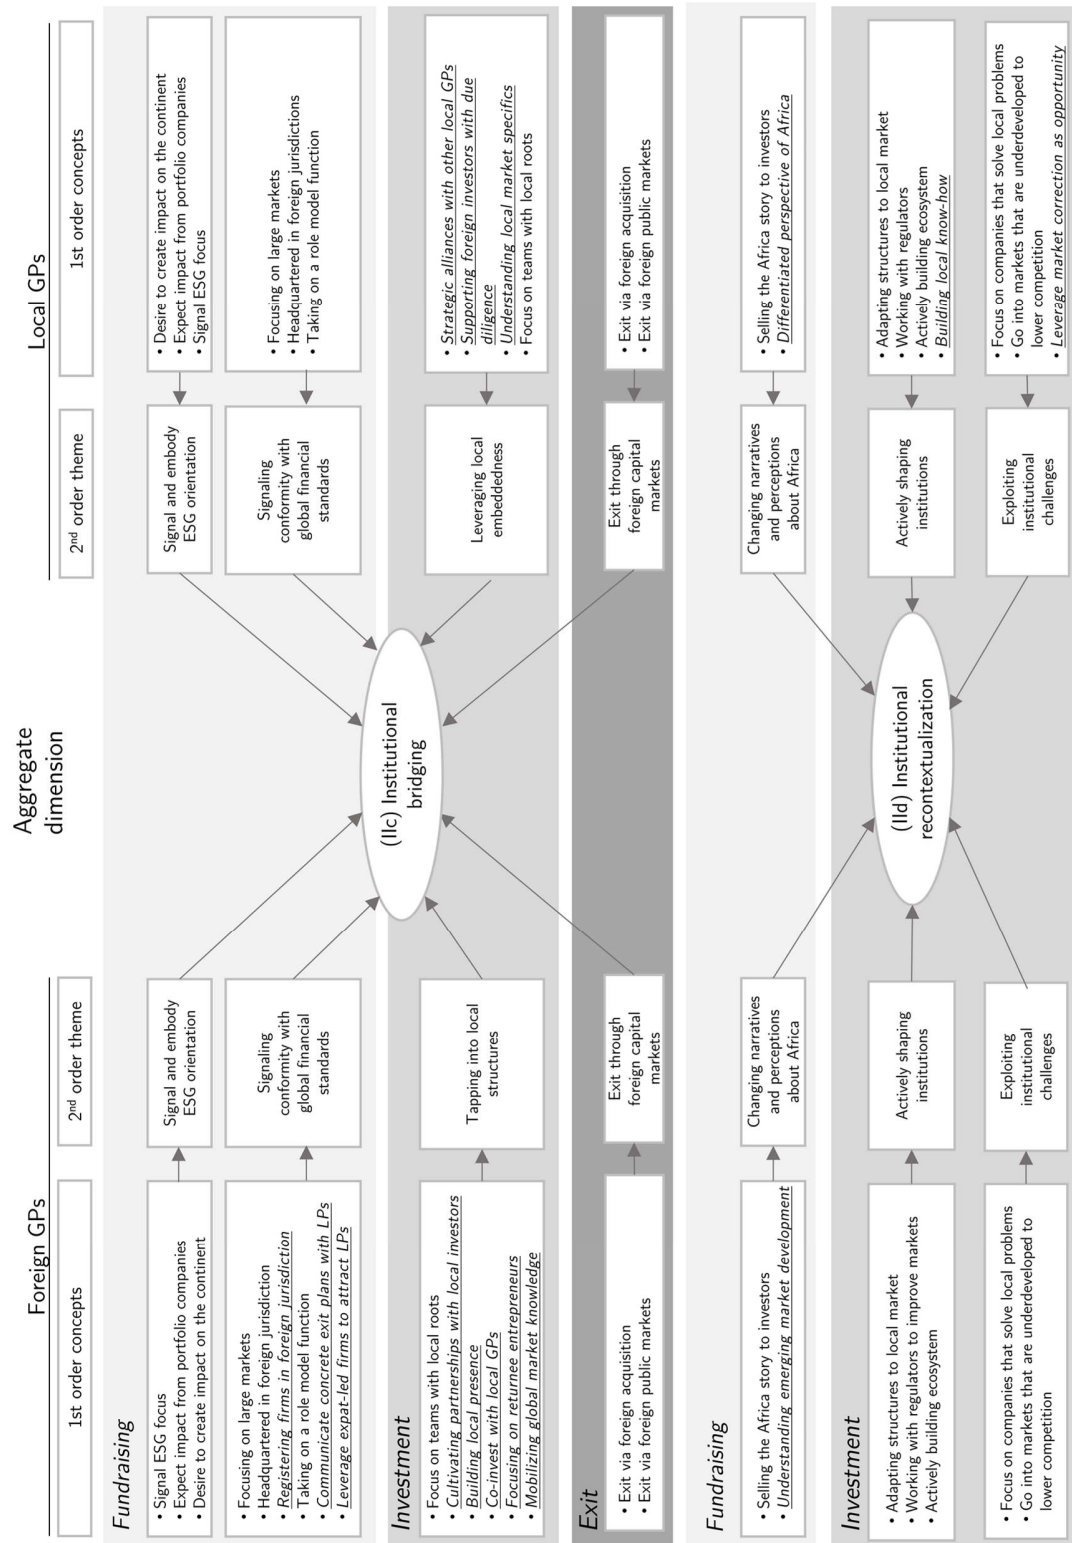 Foreign GPs
Aggregate
dimension
Local GPs
1st order concepts
2nd order theme
2nd order theme
1st order concepts
Fundraising
• Signal ESG focus
• Expect impact from portfolio companies
• Desire to create impact on the continent
Signal and embody
ESG orientation
Signal and embody
ESG orientation
• Desire to create impact on the continent
• Expect impact from portfolio companies
• Signal ESG focus
• Focusing on large markets
• Headquartered in foreign jurisdiction
• Registering firms in foreign jurisdiction
• Taking on a role model function
• Communicate concrete exit plans with LPs
• Leverage expat-led firms to attract LPs
Signaling
conformity with
global financial
standards
Signaling
conformity with
global financial
standards
• Focusing on large markets
• Headquartered in foreign jurisdictions
• Taking on a role model function
(IIc) Institutional
bridging
Investment
• Focus on teams with local roots
• Cultivating partnerships with local investors
• Building local presence
• Co-invest with local GPs
• Focusing on returnee entrepreneurs
• Mobilizing global market knowledge
Tapping into local
structures
Leveraging local
embeddedness
• Strategic alliances with other local GPs
• Supporting foreign investors with due
diligence
• Understanding local market specifics
• Focus on teams with local roots
Exit
• Exit via foreign acquisition
• Exit via foreign public markets
Exit through
foreign capital
markets
Exit through
foreign capital
markets
• Exit via foreign acquisition
• Exit via foreign public markets
Fundraising
• Selling the Africa story to investors
• Understanding emerging market development
Changing narratives
and perceptions
about Africa
Changing narratives
and perceptions
about Africa
• Selling the Africa story to investors
• Differentiated perspective of Africa
Investment
• Adapting structures to local market
• Working with regulators to improve markets
• Actively building ecosystem
Actively shaping
institutions
(IId) Institutional
recontextualization
Actively shaping
institutions
• Adapting structures to local market
• Working with regulators
• Actively building ecosystem
• Building local know-how
• Focus on companies that solve local problems
• Go into markets that are underdeveloped to
lower competition
Exploiting
institutional
challenges
Exploiting
institutional
challenges
• Focus on companies that solve local problems
• Go into markets that are underdeveloped to
lower competition
• Leverage market correction as opportunity